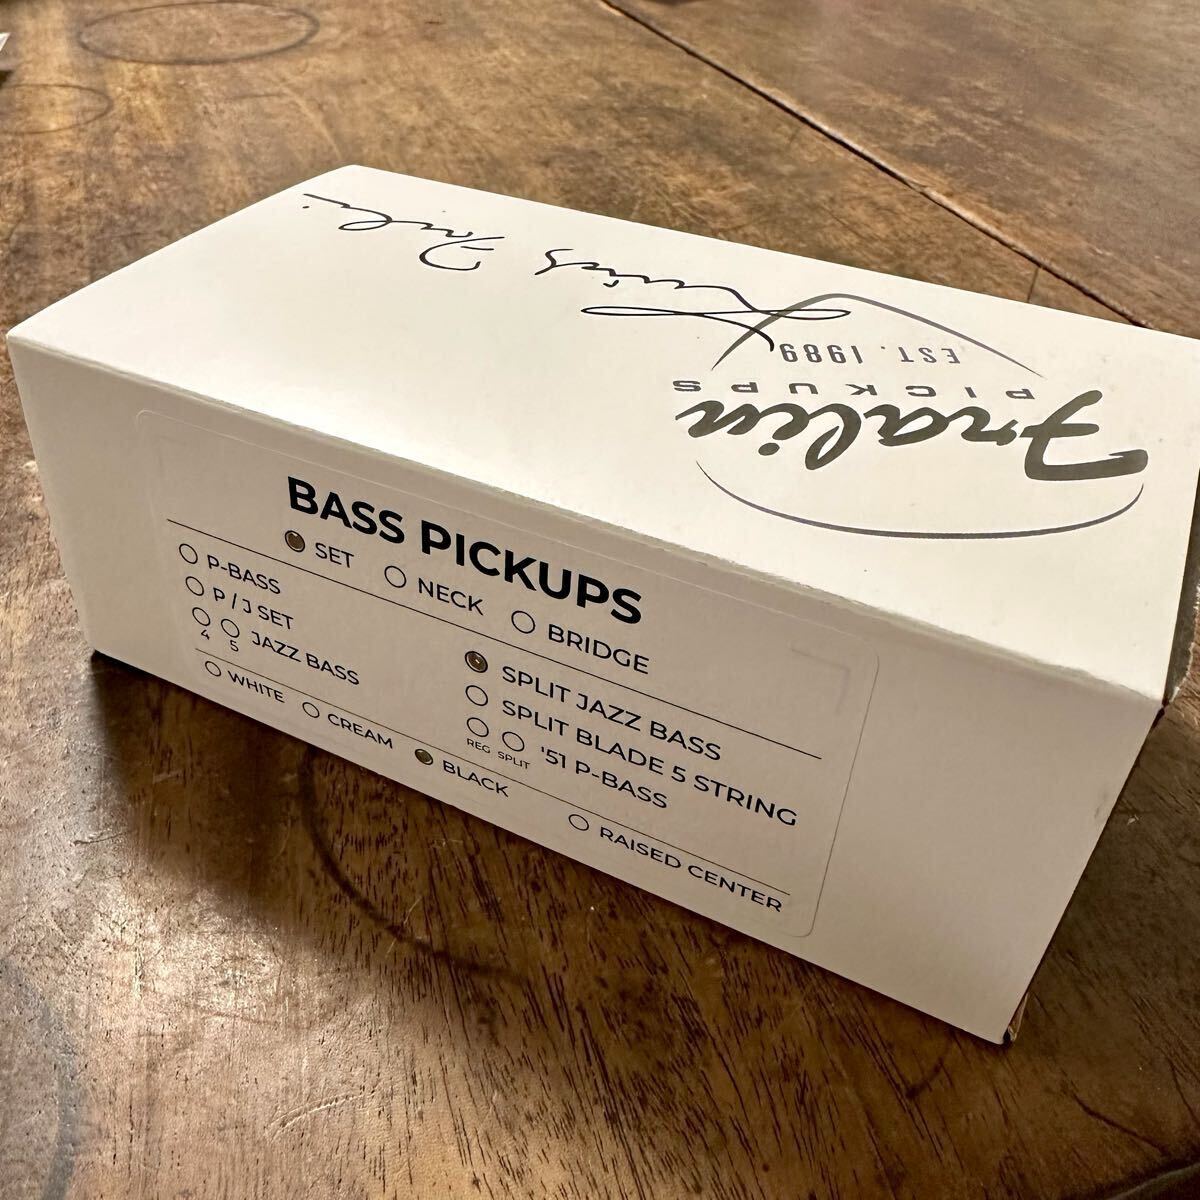 Lindy Fralin
EST. 1989
PICKUPS
Fralin
BASS PICKUPS
SET NECK BRIDGE
P-BASS
P / J SET
4 5 JAZZ BASS
SPLIT JAZZ BASS
SPLIT BLADE 5 STRING
REG SPLIT '51 P-BASS
WHITE CREAM BLACK RAISED CENTER